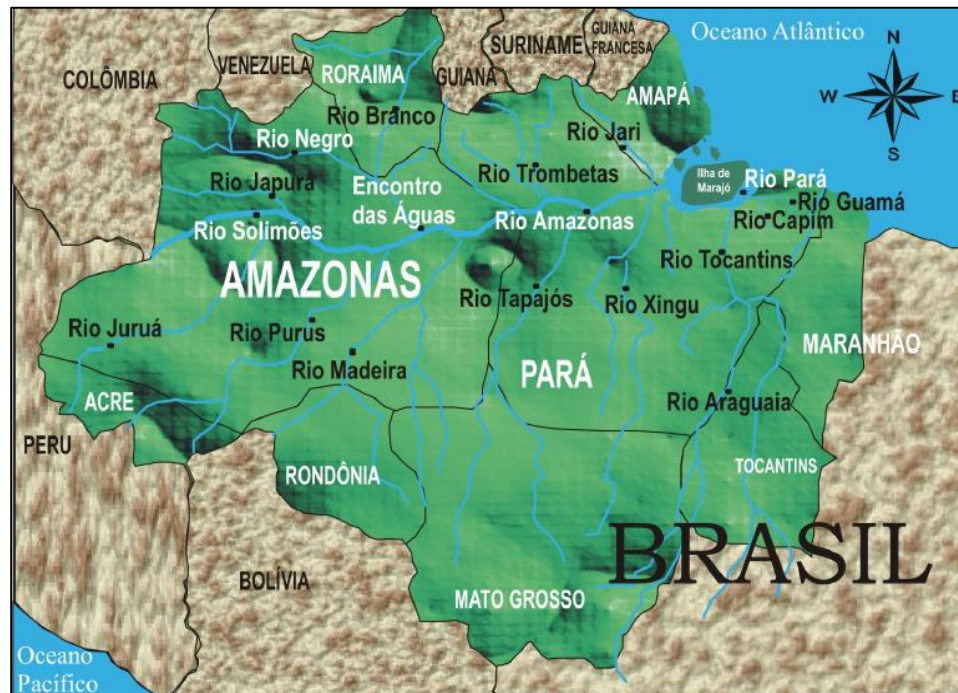 Oceano Atlântico
GUIANA
FRANCESA
SURINAME
VENEZUELA
COLÔMBIA
RORAIMA
GUIANA
N
W
E
S
AMAPÁ
Rio Branco
Rio Negro
Rio Jari
Rio Trombetas
Rio Japurá
Encontro
das Águas
Ilha de
Marajó
Rio Pará
Rio Guamá
Rio Capim
Rio Solimões
Rio Amazonas
Rio Tocantins
AMAZONAS
Rio Tapajós
Rio Xingu
Rio Juruá
Rio Purus
Rio Madeira
MARANHÃO
PARÁ
ACRE
Rio Araguaia
PERU
RONDÔNIA
TOCANTINS
BRASIL
BOLÍVIA
MATO GROSSO
Oceano
Pacífico